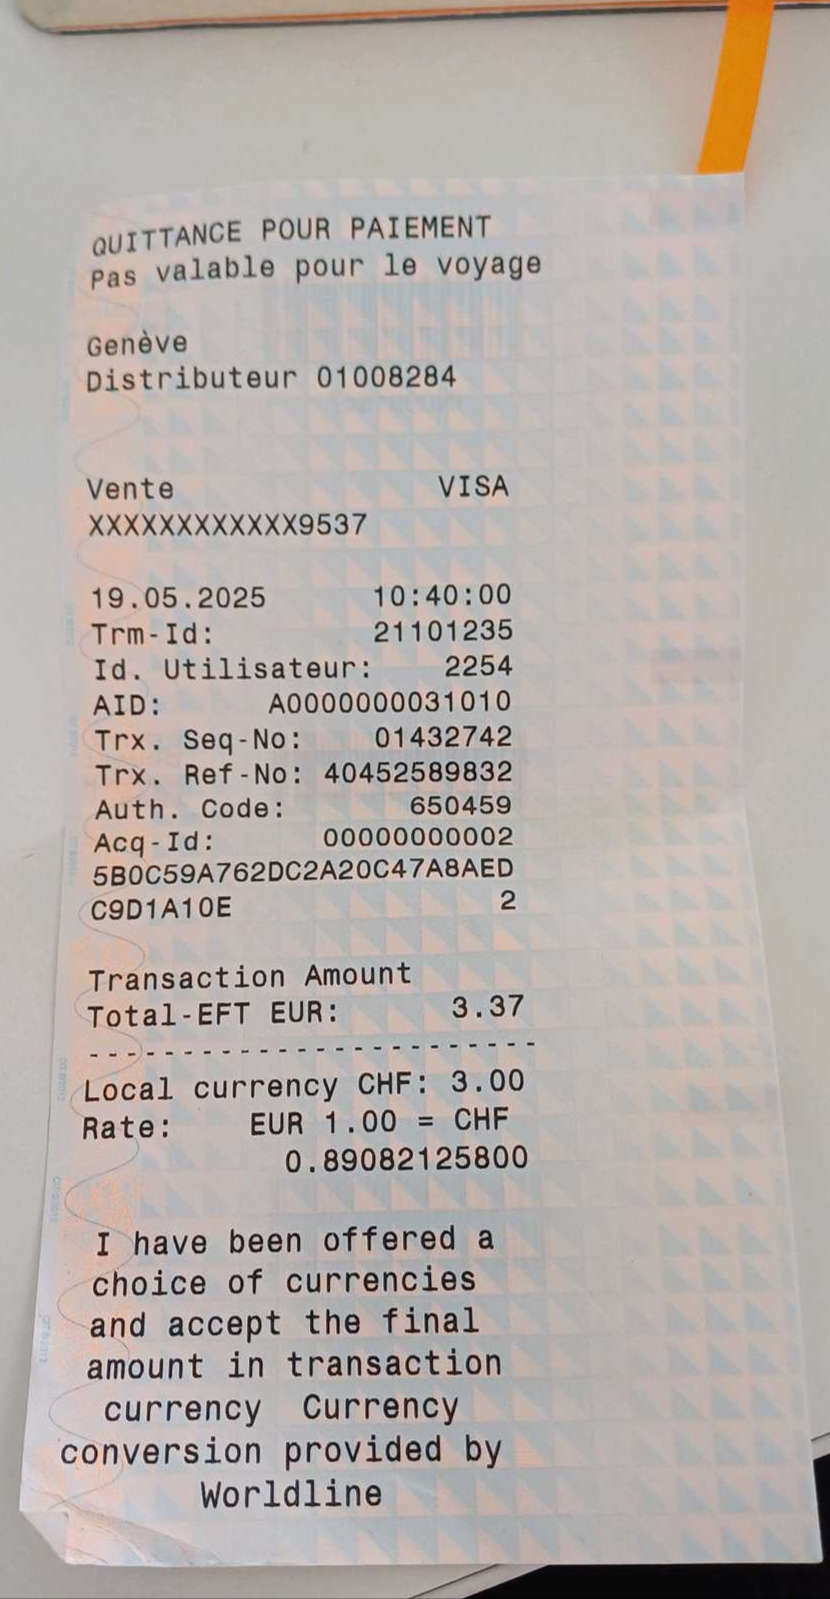 QUITTANCE POUR PAIEMENT
Pas valable pour le voyage
Genève
Distributeur 01008284
Vente VISA
XXXXXXXXXXXX9537
19.05.2025 10:40:00
Trm-Id: 21101235
Id. Utilisateur: 2254
AID: A0000000031010
Trx. Seq-No: 01432742
Trx. Ref-No: 40452589832
Auth. Code: 650459
Acq-Id: 00000000002
5B0C59A762DC2A20C47A8AED
C9D1A10E 2
Transaction Amount
Total-EFT EUR: 3.37
-------------------------
Local currency CHF: 3.00
Rate: EUR 1.00 = CHF
0.89082125800
I have been offered a
choice of currencies
and accept the final
amount in transaction
currency Currency
conversion provided by
Worldline